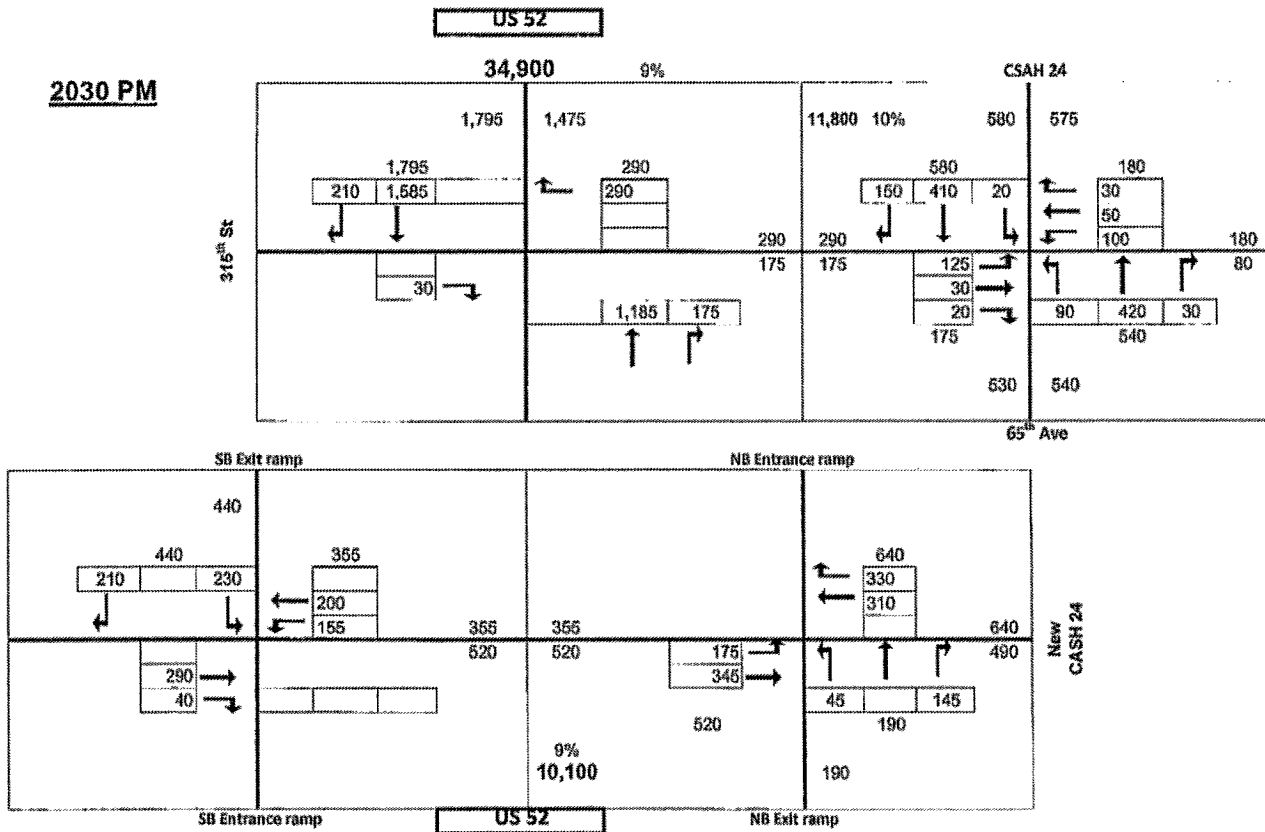 US 52
34,900 9% CSAH 24
2030 PM
1,795 1,475 11,800 10% 580 575
1,795 290 580 180
210 1,585 290 150 410 20 30
50
290 290 100 180
315th St
175 175 125 80
30 30
1,185 175 20 90 420 30
175 540
530 540
65th Ave
SB Exit ramp NB Entrance ramp
440
440 355 640
210 230 330
200 310
155 355 355 640
520 520 175 490
New
CASH 24
290 345
40 45 145
520 190
9%
10,100 190
SB Entrance ramp US 52 NB Exit ramp